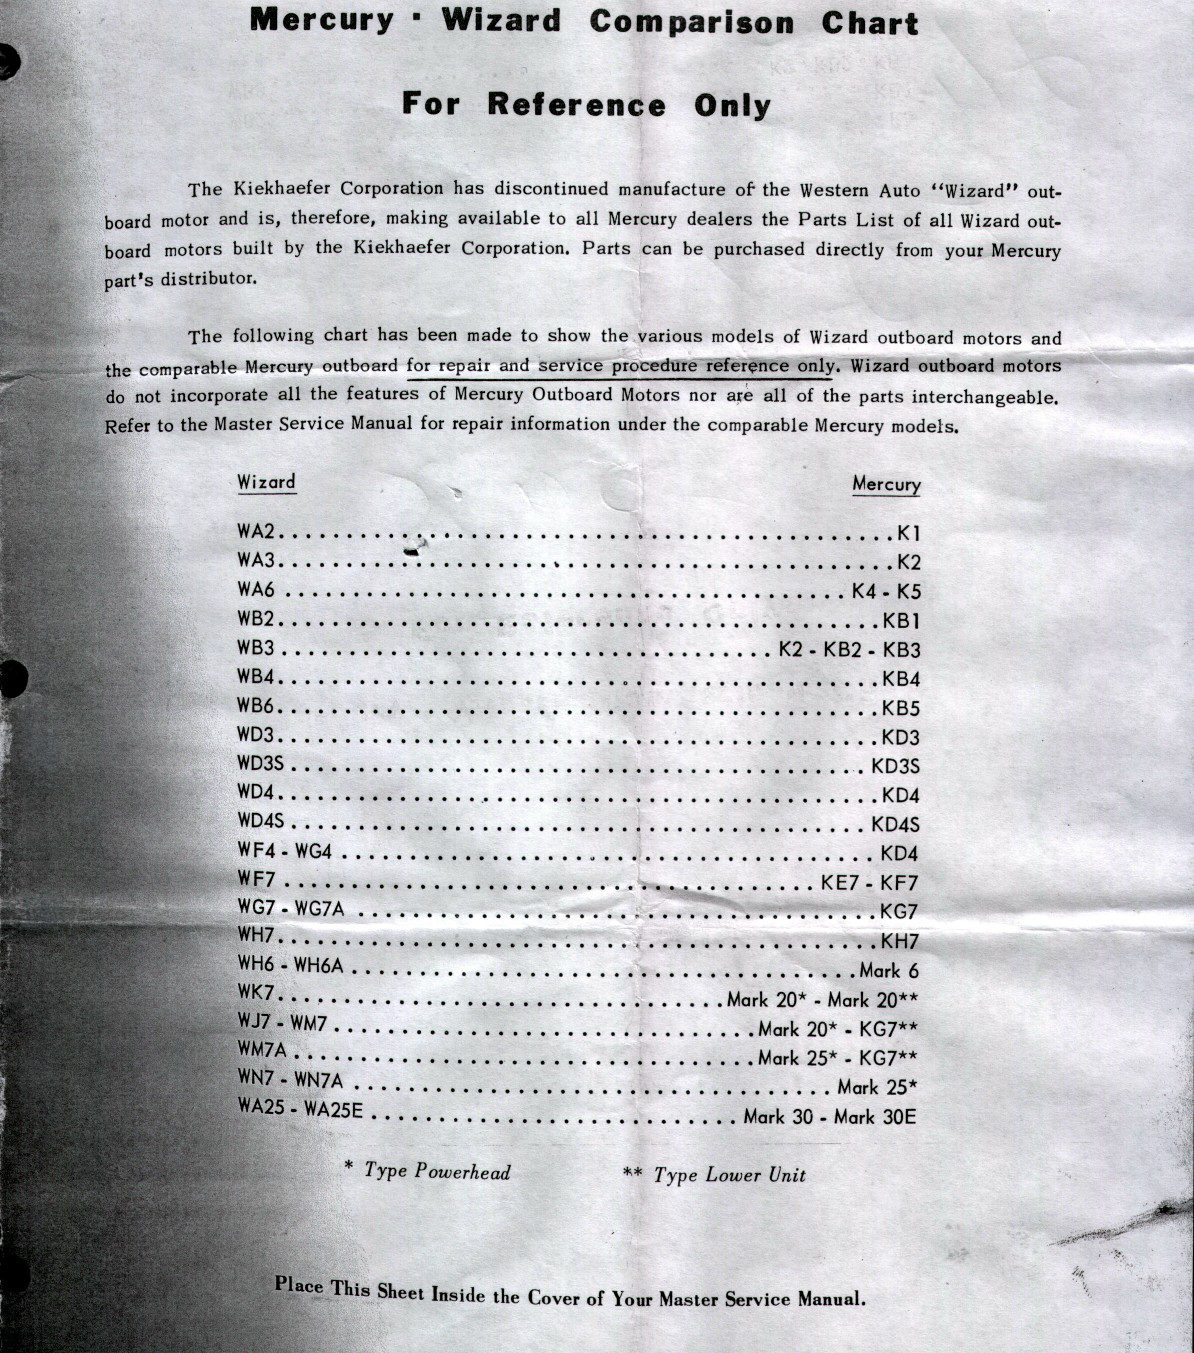 Mercury · Wizard Comparison Chart
For Reference Only
The Kiekhaefer Corporation has discontinued manufacture of the Western Auto "Wizard" out-
board motor and is, therefore, making available to all Mercury dealers the Parts List of all Wizard out-
board motors built by the Kiekhaefer Corporation. Parts can be purchased directly from your Mercury
part's distributor.
The following chart has been made to show the various models of Wizard outboard motors and
the comparable Mercury outboard for repair and service procedure reference only. Wizard outboard motors
do not incorporate all the features of Mercury Outboard Motors nor are all of the parts interchangeable.
Refer to the Master Service Manual for repair information under the comparable Mercury models.
Wizard Mercury
WA2 . . . . . . . . . . K1
WA3 . . . . . . . . . . K2
WA6 . . . . . . . . . . K4 - K5
WB2 . . . . . . . . . . KB1
WB3 . . . . . . . . . . K2 - KB2 - KB3
WB4 . . . . . . . . . . KB4
WB6 . . . . . . . . . . KB5
WD3 . . . . . . . . . . KD3
WD3S . . . . . . . . . . KD3S
WD4 . . . . . . . . . . KD4
WD4S . . . . . . . . . . KD4S
WF4 - WG4 . . . . . . . . . . KD4
WF7 . . . . . . . . . . KE7 - KF7
WG7 - WG7A . . . . . . . . . . KG7
WH7 . . . . . . . . . . KH7
WH6 - WH6A . . . . . . . . . . Mark 6
WK7 . . . . . . . . . . Mark 20* - Mark 20**
WJ7 - WM7 . . . . . . . . . . Mark 20* - KG7**
WM7A . . . . . . . . . . Mark 25* - KG7**
WN7 - WN7A . . . . . . . . . . Mark 25*
WA25 - WA25E . . . . . . . . . . Mark 30 - Mark 30E
* Type Powerhead ** Type Lower Unit
Place This Sheet Inside the Cover of Your Master Service Manual.